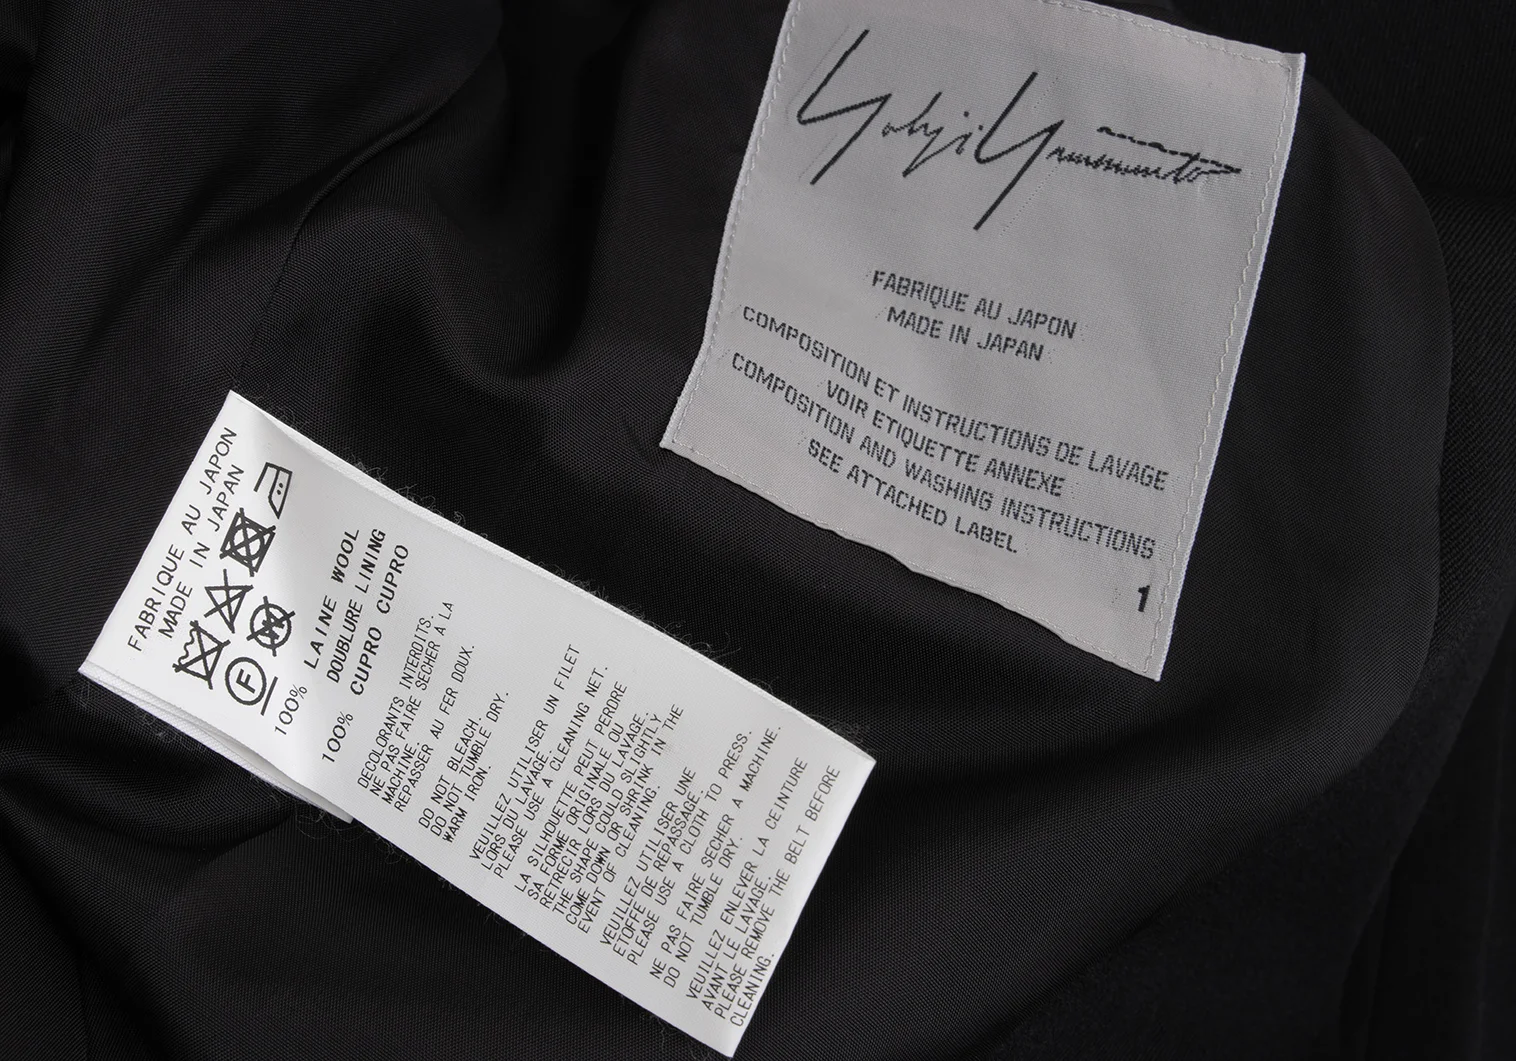 Yohji Yamamoto
FABRIQUE AU JAPON
MADE IN JAPAN
COMPOSITION ET INSTRUCTIONS DE LAVAGE
VOIR ETIQUETTE ANNEXE
COMPOSITION AND WASHING INSTRUCTIONS
SEE ATTACHED LABEL
1
FABRIQUE AU JAPON
MADE IN JAPAN
F
100% LAINE WOOL
DOUBLURE LINING
100% CUPRO CUPRO
DECOLORANTS INTERDITS.
NE PAS FAIRE SECHER A LA
MACHINE.
REPASSER AU FER DOUX.
DO NOT BLEACH.
DO NOT TUMBLE DRY.
WARM IRON.
VEUILLEZ UTILISER UN FILET
LORS DU LAVAGE.
PLEASE USE A CLEANING NET.
LA SILHOUETTE PEUT PERDRE
SA FORME ORIGINALE OU
RETRECIR LORS DU LAVAGE.
THE SHAPE COULD SLIGHTLY
COME DOWN OR SHRINK IN THE
EVENT OF CLEANING.
VEUILLEZ UTILISER UNE
ETOFFE DE REPASSAGE.
PLEASE USE A CLOTH TO PRESS.
NE PAS FAIRE SECHER A MACHINE.
DO NOT TUMBLE DRY.
VEUILLEZ ENLEVER LA CEINTURE
AVANT LE LAVAGE.
PLEASE REMOVE THE BELT BEFORE
CLEANING.